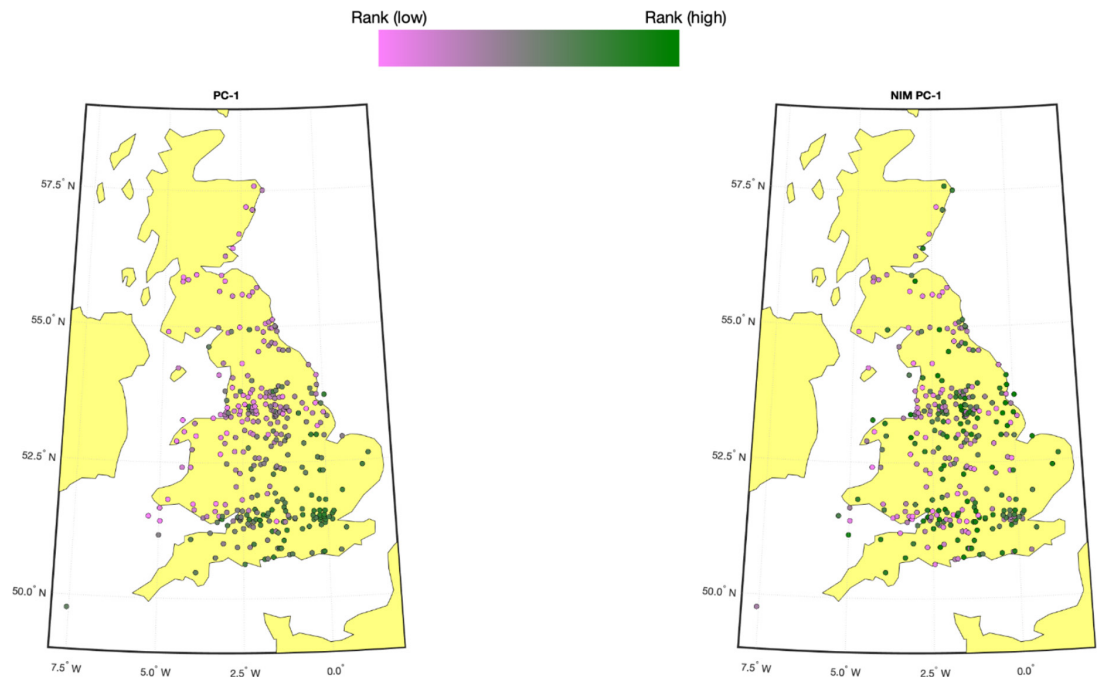 Rank (low) Rank (high)
PC-1
57.5° N
55.0° N
52.5° N
50.0° N
7.5° W 5.0° W 2.5° W 0.0°
NIM PC-1
57.5° N
55.0° N
52.5° N
50.0° N
7.5° W 5.0° W 2.5° W 0.0°